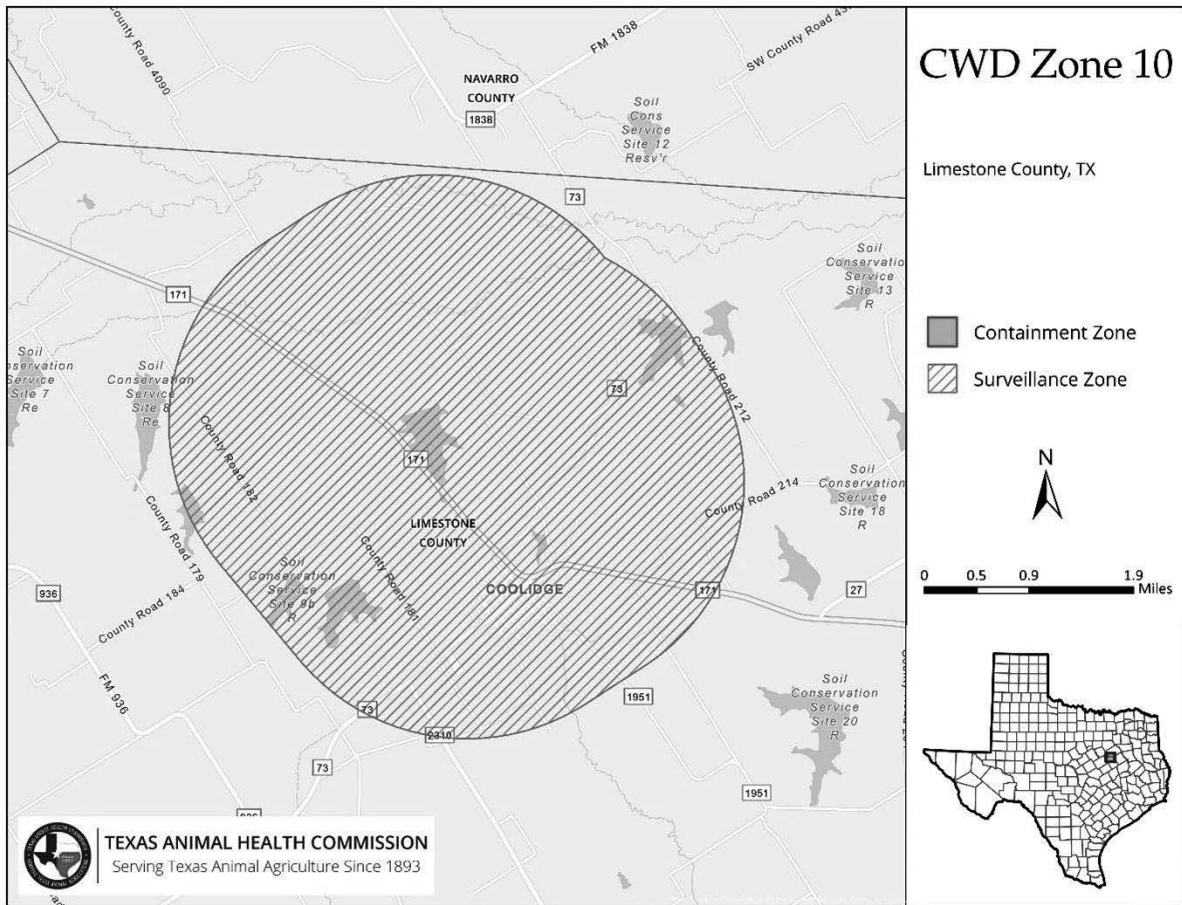 CWD Zone 10
Limestone County, TX
Containment Zone
Surveillance Zone
N
0 0.5 0.9 1.9
Miles
County Road 4090
FM 1838
NAVARRO
COUNTY
1838
Soil
Cons
Service
Site 12
Resv'r
73
171
Soil
Conservation
Service
Site 13
R
Soil
Conservation
Service
Site 8
Re
Site 7
Re
County Road 212
73
County Road 182
171
County Road 214
Soil
Conservation
Service
Site 18
R
LIMESTONE
COUNTY
County Road 179
County Road 181
COOLIDGE
Soil
Conservation
Service
Site 9b
R
936
County Road 184
171
27
FM 936
73
1951
Soil
Conservation
Service
Site 20
R
2310
73
1951
TEXAS ANIMAL HEALTH COMMISSION
Serving Texas Animal Agriculture Since 1893